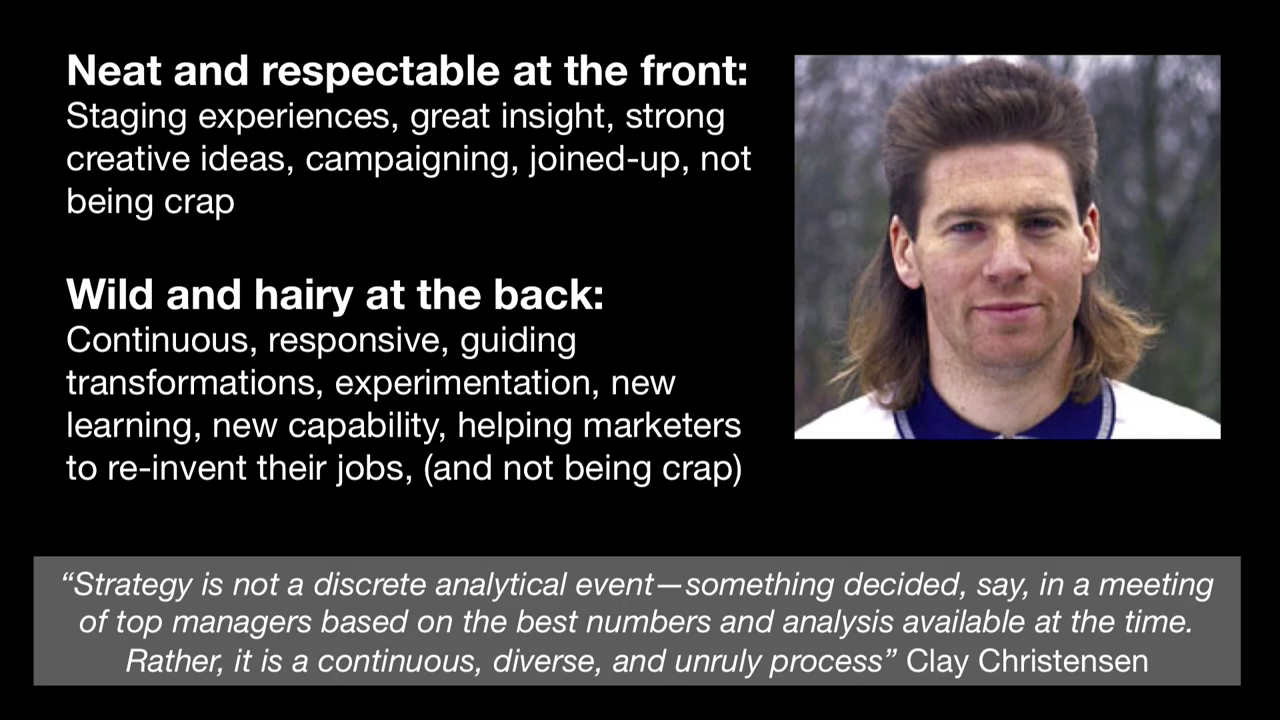 Neat and respectable at the front:
Staging experiences, great insight, strong
creative ideas, campaigning, joined-up, not
being crap
Wild and hairy at the back:
Continuous, responsive, guiding
transformations, experimentation, new
learning, new capability, helping marketers
to re-invent their jobs, (and not being crap)
“Strategy is not a discrete analytical event—something decided, say, in a meeting
of top managers based on the best numbers and analysis available at the time.
Rather, it is a continuous, diverse, and unruly process” Clay Christensen